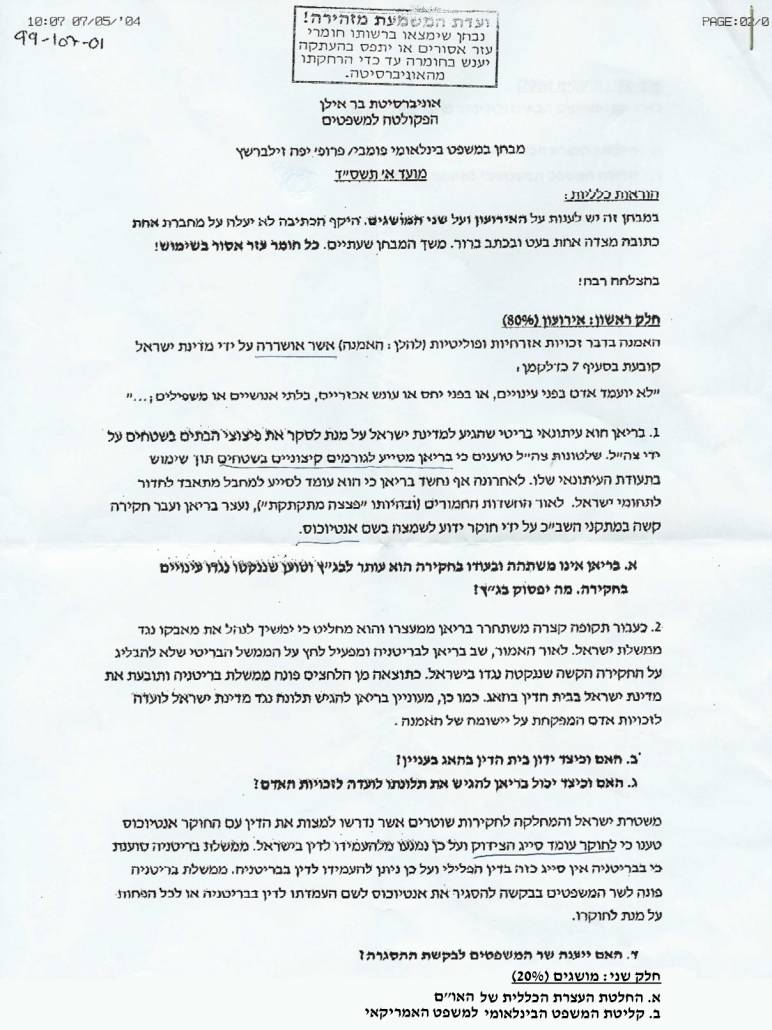 10:07 07/05/'04
PAGE:02/0
99-107-01
ועדת המשמעת מזהירה!
נבחן שימצאו ברשותו חומרי
עזר אסורים או יתפס בהעתקה
יענש בחומרה עד כדי הרחקתו
מהאוניברסיטה.
אוניברסיטת בר אילן
הפקולטה למשפטים
מבחן במשפט בינלאומי פומבי/ פרופ' יפה זילברשץ
מועד א' תשס"ד
הוראות כלליות:
במבחן זה יש לענות על האירועון ועל שני המושגים. היקף הכתיבה לא יעלה על מחברת אחת
כתובה מצדה אחת בעט ובכתב ברור. משך המבחן שעתיים. כל חומר עזר אסור בשימוש!
בהצלחה רבה!
חלק ראשון: אירועון (80%)
האמנה בדבר זכויות אזרחיות ופוליטיות (להלן: האמנה) אשר אושררה על ידי מדינת ישראל
קובעת בסעיף 7 כדלקמן:
"לא יועמד אדם בפני עינויים, או בפני יחס או עונש אכזריים, בלתי אנושיים או משפילים;..."
1. בריאן הוא עיתונאי בריטי שהגיע למדינת ישראל על מנת לסקר את פיצוצי הבתים בשטחים על
ידי צה"ל. שלטונות צה"ל טוענים כי בריאן מסייע לגורמים קיצוניים בשטחים תוך שימוש
בתעודת העיתונאי שלו. לאחרונה אף נחשד בריאן כי הוא עומד לסייע למחבל מתאבד לחדור
לתחומי ישראל. לאור החשדות החמורים (ובהיותו "פצצה מתקתקת"), נעצר בריאן ועבר חקירה
קשה במתקני השב"כ על ידי חוקר ידוע לשמצה בשם אנטיוכוס.
א. בריאן אינו משתהה ובעודו בחקירה הוא עותר לבג"ץ וטוען שננקטו נגדו עינויים
בחקירה. מה יפסוק בג"ץ?
2. כעבור תקופה קצרה משתחרר בריאן ממעצרו והוא מחליט כי ימשיך לנהל את מאבקו נגד
ממשלת ישראל. לאור האמור, שב בריאן לבריטניה ומפעיל לחץ על הממשל הבריטי שלא להבליג
על החקירה הקשה שננקטה נגדו בישראל. כתוצאה מן הלחצים פונה ממשלת בריטניה ותובעת את
מדינת ישראל בבית הדין בהאג. כמו כן, מעוניין בריאן להגיש תלונה נגד מדינת ישראל לועדה
לזכויות אדם המפקחת על יישומה של האמנה.
ב. האם וכיצד ידון בית הדין בהאג בעניין?
ג. האם וכיצד יכול בריאן להגיש את תלונתו לועדה לזכויות האדם?
משטרת ישראל והמחלקה לחקירות שוטרים אשר נדרשו למצות את הדין עם החוקר אנטיוכוס
טענו כי לחוקר עומד סייג הצידוק ועל כן נמנעו מלהעמידו לדין בישראל. ממשלת בריטניה טוענת
כי בבריטניה אין סייג כזה בדין הפלילי ועל כן ניתן להעמידו לדין בבריטניה. ממשלת בריטניה
פונה לשר המשפטים בבקשה להסגיר את אנטיוכוס לשם העמדתו לדין בבריטניה או לכל הפחות
על מנת לחוקרו.
ד. האם ייענה שר המשפטים לבקשת ההסגרה?
חלק שני: מושגים (20%)
א. החלטת העצרת הכללית של האו"ם
ב. קליטת המשפט הבינלאומי למשפט האמריקאי